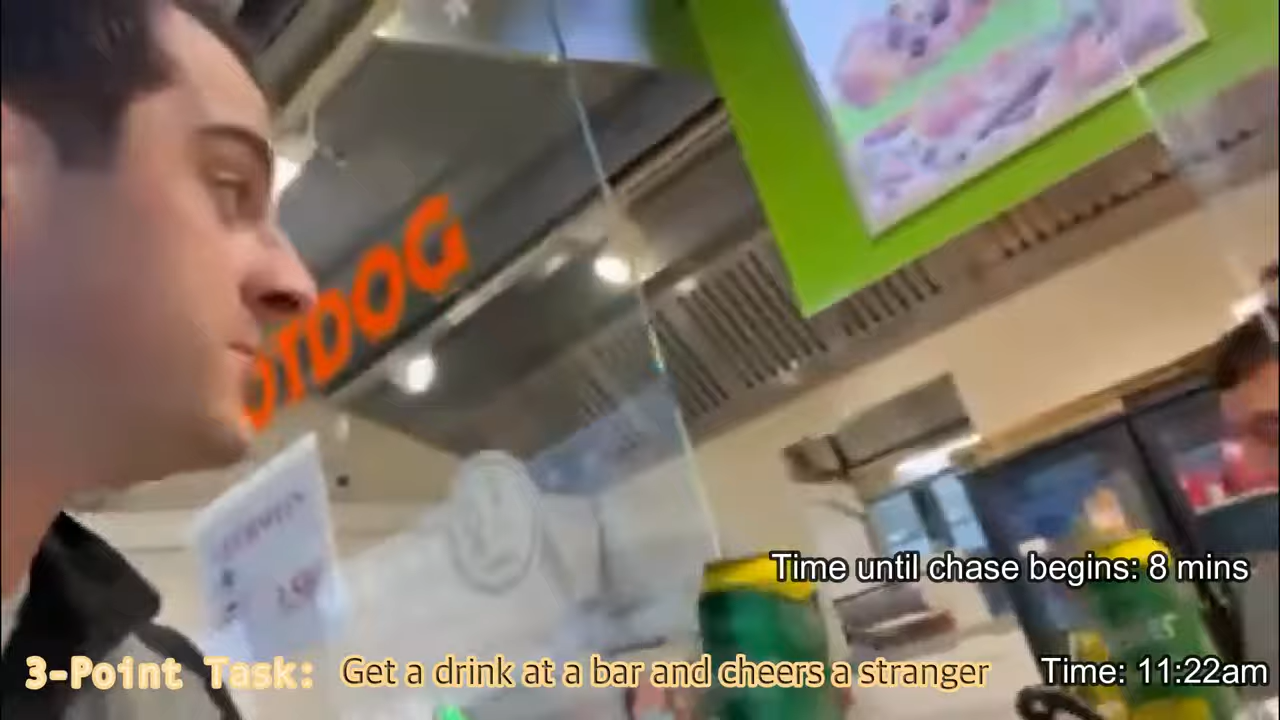 OTDOG
Time until chase begins: 8 mins
3-Point Task: Get a drink at a bar and cheers a stranger
Time: 11:22am